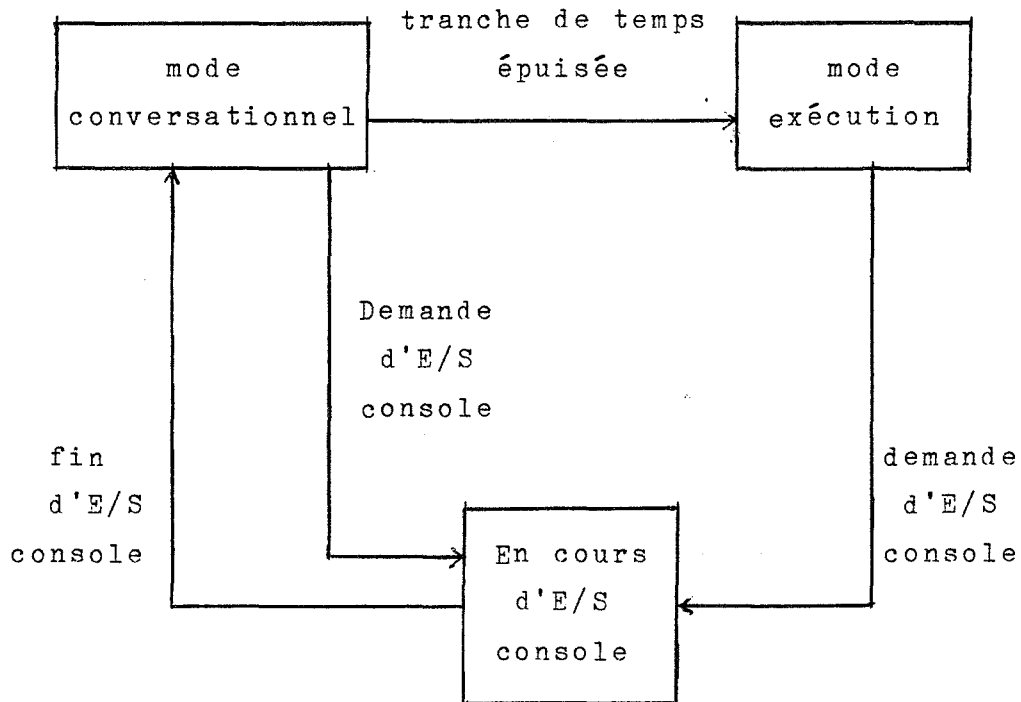 tranche de temps
épuisée
mode
conversationnel
mode
exécution
Demande
d'E/S
console
fin
d'E/S
console
demande
d'E/S
console
En cours
d'E/S
console